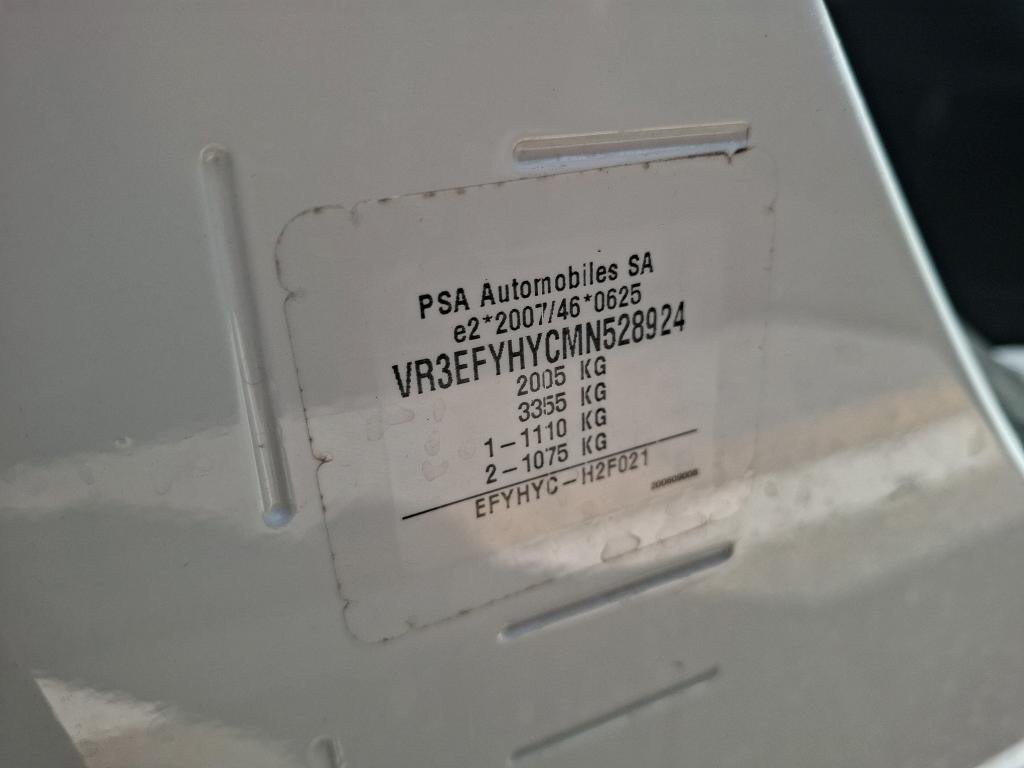 PSA Automobiles SA
e2*2007/46*0625
VR3EFYHYCMN528924
2005 KG
3355 KG
1-1110 KG
2-1075 KG
EFYHYC-H2F021